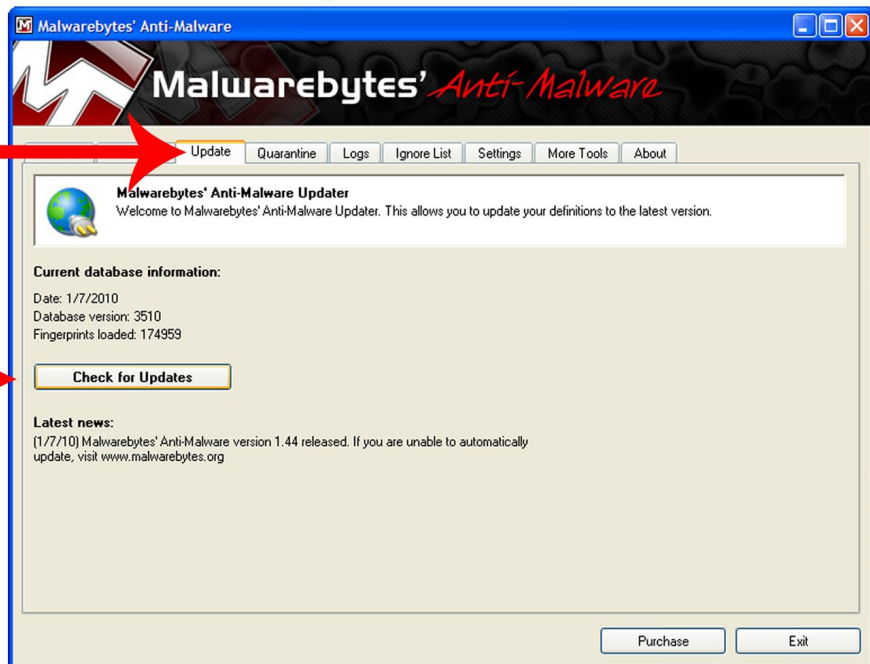 Malwarebytes' Anti-Malware
Malwarebytes' Anti-Malware
Update Quarantine Logs Ignore List Settings More Tools About
Malwarebytes' Anti-Malware Updater
Welcome to Malwarebytes' Anti-Malware Updater. This allows you to update your definitions to the latest version.
Current database information:
Date: 1/7/2010
Database version: 3510
Fingerprints loaded: 174959
Check for Updates
Latest news:
(1/7/10) Malwarebytes' Anti-Malware version 1.44 released. If you are unable to automatically
update, visit www.malwarebytes.org
Purchase Exit